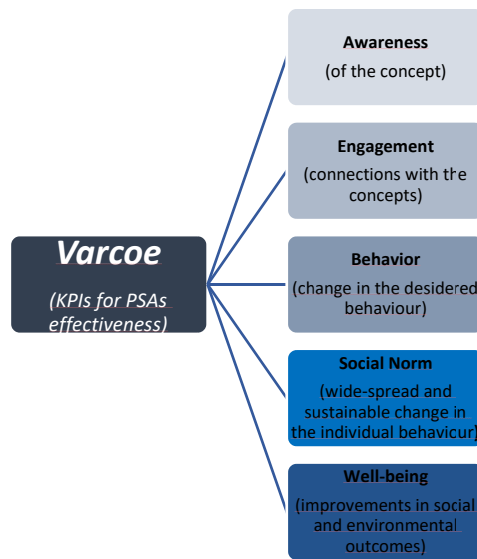 Awareness
(of the concept)
Engagement
(connections with the
concepts)
Varcoe
(KPIs for PSAs
effectiveness)
Behavior
(change in the desidered
behaviour)
Social Norm
(wide-spread and
sustainable change in
the individual behavicur)
Well-being
(improvements in social
and environmental
outcomes)